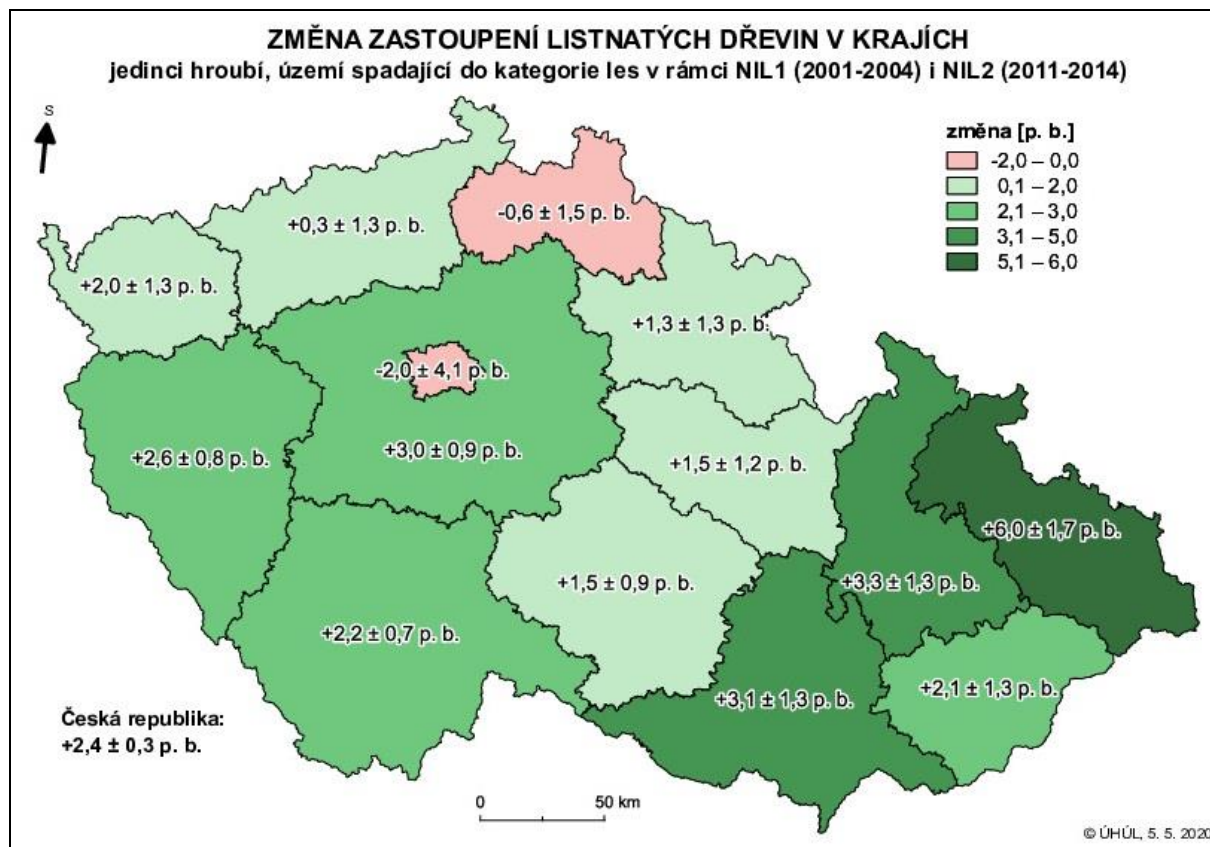 ZMĚNA ZASTOUPENÍ LISTNATÝCH DŘEVIN V KRAJÍCH
jedinci hroubí, území spadající do kategorie les v rámci NIL1 (2001-2004) i NIL2 (2011-2014)
S
změna [p. b.]
-2,0 – 0,0
0,1 – 2,0
2,1 – 3,0
3,1 – 5,0
5,1 – 6,0
-0,6 ± 1,5 p. b.
+0,3 ± 1,3 p. b.
+2,0 ± 1,3 p. b.
+1,3 ± 1,3 p. b.
-2,0 ± 4,1 p. b.
+3,0 ± 0,9 p. b.
+2,6 ± 0,8 p. b.
+1,5 ± 1,2 p. b.
+6,0 ± 1,7 p. b.
+3,3 ± 1,3 p. b.
+1,5 ± 0,9 p. b.
+2,2 ± 0,7 p. b.
+2,1 ± 1,3 p. b.
+3,1 ± 1,3 p. b.
Česká republika:
+2,4 ± 0,3 p. b.
0 50 km
© ÚHÚL, 5. 5. 2020